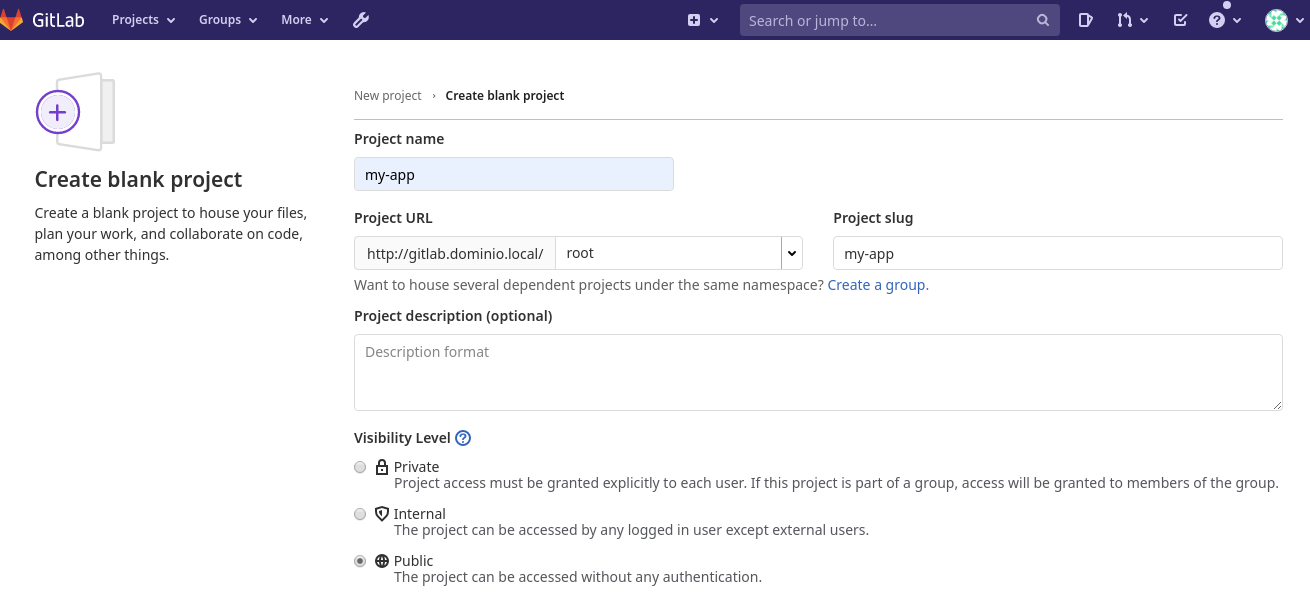 GitLab Projects Groups More Search or jump to...
New project › Create blank project
Create blank project
Create a blank project to house your files,
plan your work, and collaborate on code,
among other things.
Project name
my-app
Project URL Project slug
http://gitlab.dominio.local/ root my-app
Want to house several dependent projects under the same namespace? Create a group.
Project description (optional)
Description format
Visibility Level
Private
Project access must be granted explicitly to each user. If this project is part of a group, access will be granted to members of the group.
Internal
The project can be accessed by any logged in user except external users.
Public
The project can be accessed without any authentication.